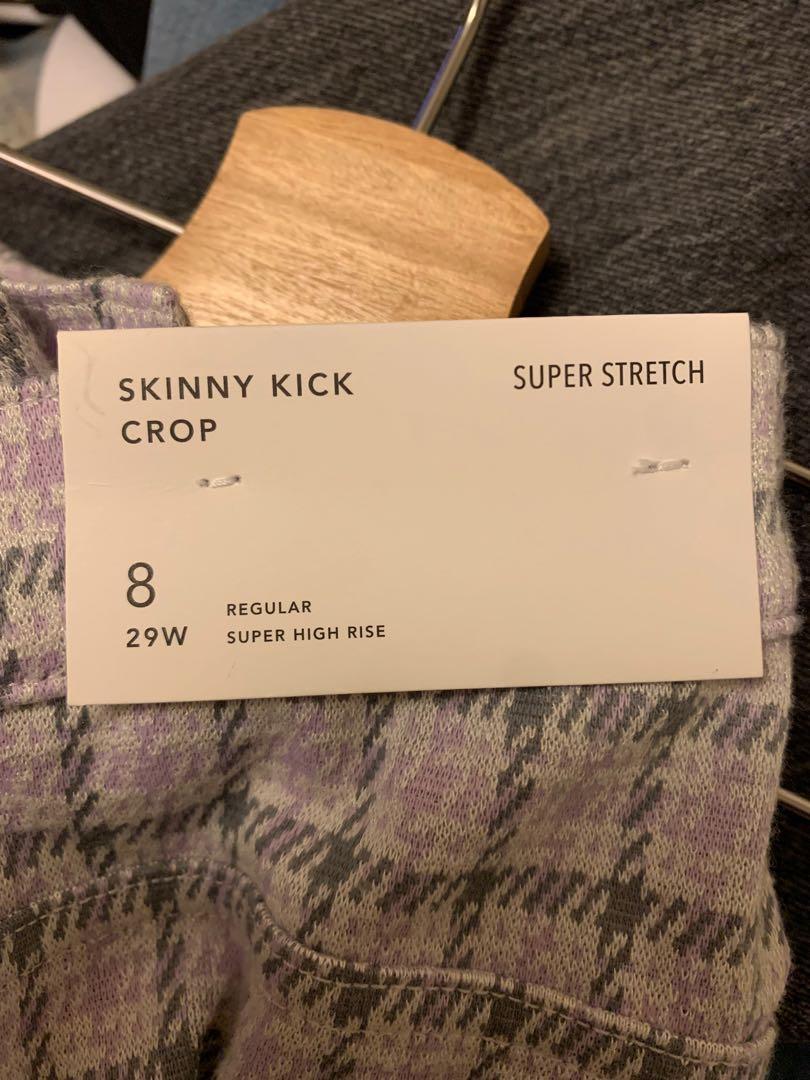 SKINNY KICK
CROP
SUPER STRETCH
8
29W
REGULAR
SUPER HIGH RISE